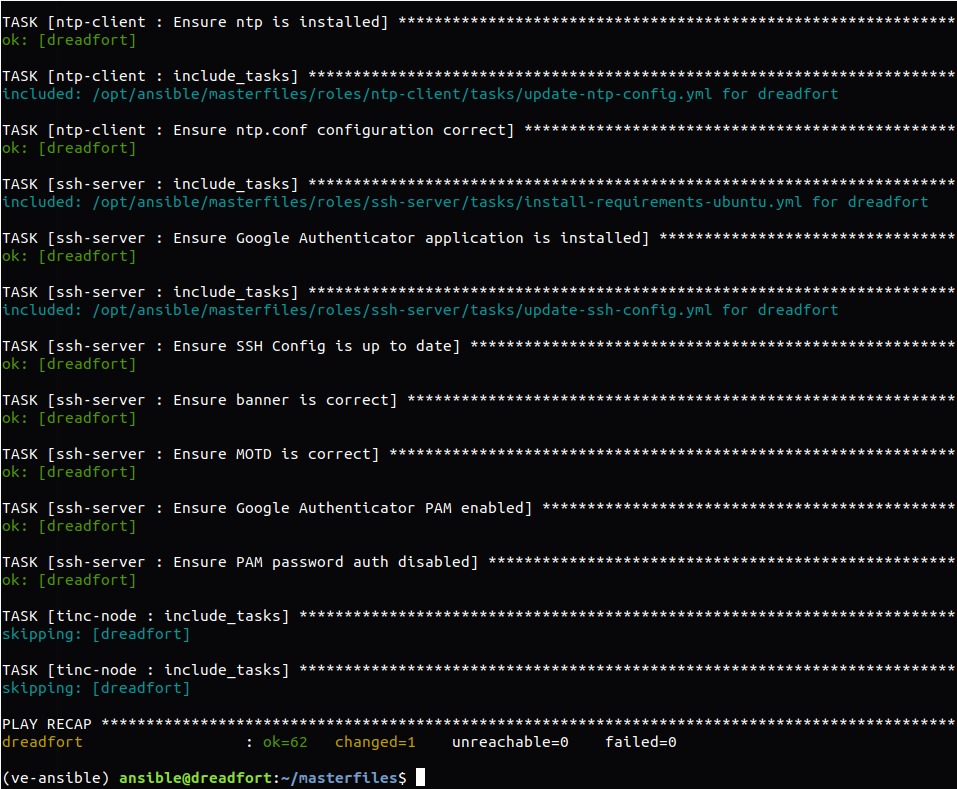 TASK [ntp-client : Ensure ntp is installed] **************************************************************
ok: [dreadfort]
TASK [ntp-client : include_tasks] ************************************************************************
included: /opt/ansible/masterfiles/roles/ntp-client/tasks/update-ntp-config.yml for dreadfort
TASK [ntp-client : Ensure ntp.conf configuration correct] ************************************************
ok: [dreadfort]
TASK [ssh-server : include_tasks] ************************************************************************
included: /opt/ansible/masterfiles/roles/ssh-server/tasks/install-requirements-ubuntu.yml for dreadfort
TASK [ssh-server : Ensure Google Authenticator application is installed] *********************************
ok: [dreadfort]
TASK [ssh-server : include_tasks] ************************************************************************
included: /opt/ansible/masterfiles/roles/ssh-server/tasks/update-ssh-config.yml for dreadfort
TASK [ssh-server : Ensure SSH Config is up to date] ******************************************************
ok: [dreadfort]
TASK [ssh-server : Ensure banner is correct] *************************************************************
ok: [dreadfort]
TASK [ssh-server : Ensure MOTD is correct] ***************************************************************
ok: [dreadfort]
TASK [ssh-server : Ensure Google Authenticator PAM enabled] **********************************************
ok: [dreadfort]
TASK [ssh-server : Ensure PAM password auth disabled] ****************************************************
ok: [dreadfort]
TASK [tinc-node : include_tasks] *************************************************************************
skipping: [dreadfort]
TASK [tinc-node : include_tasks] *************************************************************************
skipping: [dreadfort]
PLAY RECAP ***********************************************************************************************
dreadfort                  : ok=62   changed=1    unreachable=0    failed=0
(ve-ansible) ansible@dreadfort:~/masterfiles$